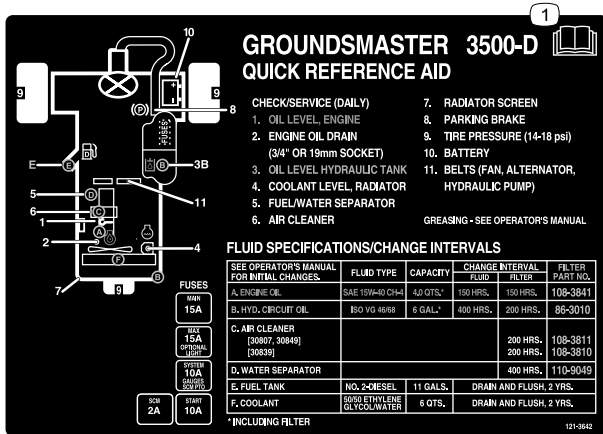 1
GROUNDSMASTER 3500-D
QUICK REFERENCE AID
CHECK/SERVICE (DAILY)
1. OIL LEVEL, ENGINE
2. ENGINE OIL DRAIN
(3/4" OR 19mm SOCKET)
3. OIL LEVEL HYDRAULIC TANK
4. COOLANT LEVEL, RADIATOR
5. FUEL/WATER SEPARATOR
6. AIR CLEANER
7. RADIATOR SCREEN
8. PARKING BRAKE
9. TIRE PRESSURE (14-18 psi)
10. BATTERY
11. BELTS (FAN, ALTERNATOR,
HYDRAULIC PUMP)
GREASING - SEE OPERATOR'S MANUAL
10
9
9
(P)
8
FUSES
E
E
D
B
3B
5
D
11
6
C
1
A
2
4
F
B
7
9
FUSES
MAIN
15A
MAX
15A
OPTIONAL
LIGHT
SYSTEM
10A
GAUGES
SCM PTO
SCM
2A
START
10A
FLUID SPECIFICATIONS/CHANGE INTERVALS
SEE OPERATOR'S MANUAL FOR INITIAL CHANGES. FLUID TYPE CAPACITY CHANGE INTERVAL FLUID FILTER FILTER PART NO.
A. ENGINE OIL SAE 15W-40 CH-4 4.0 QTS.* 150 HRS. 150 HRS. 108-3841
B. HYD. CIRCUIT OIL ISO VG 46/68 6 GAL.* 400 HRS. 200 HRS. 86-3010
C. AIR CLEANER
[30807, 30849] 200 HRS. 108-3811
[30839] 200 HRS. 108-3810
D. WATER SEPARATOR 400 HRS. 110-9049
E. FUEL TANK NO. 2-DIESEL 11 GALS. DRAIN AND FLUSH, 2 YRS.
F. COOLANT 50/50 ETHYLENE GLYCOL/WATER 6 QTS. DRAIN AND FLUSH, 2 YRS.
* INCLUDING FILTER
121-3642